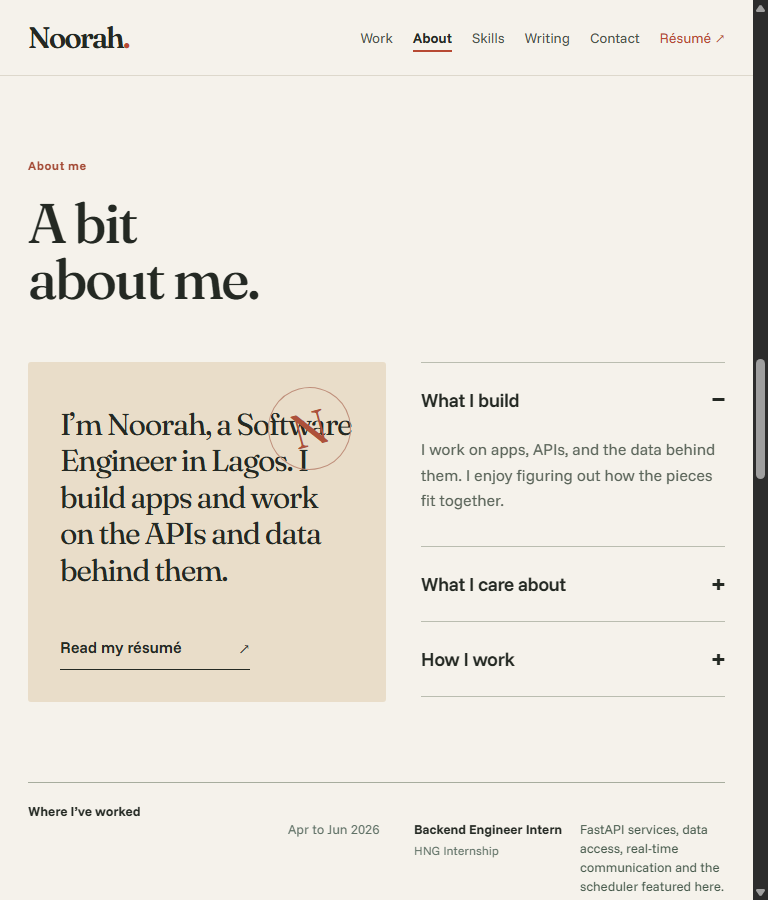 Noorah.
Work About Skills Writing Contact Résumé ↗
About me
A bit
about me.
I’m Noorah, a Software
Engineer in Lagos. I
build apps and work
on the APIs and data
behind them.
N
Read my résumé ↗
What I build −
I work on apps, APIs, and the data behind
them. I enjoy figuring out how the pieces
fit together.
What I care about +
How I work +
Where I’ve worked
Apr to Jun 2026
Backend Engineer Intern
HNG Internship
FastAPI services, data
access, real-time
communication and the
scheduler featured here.